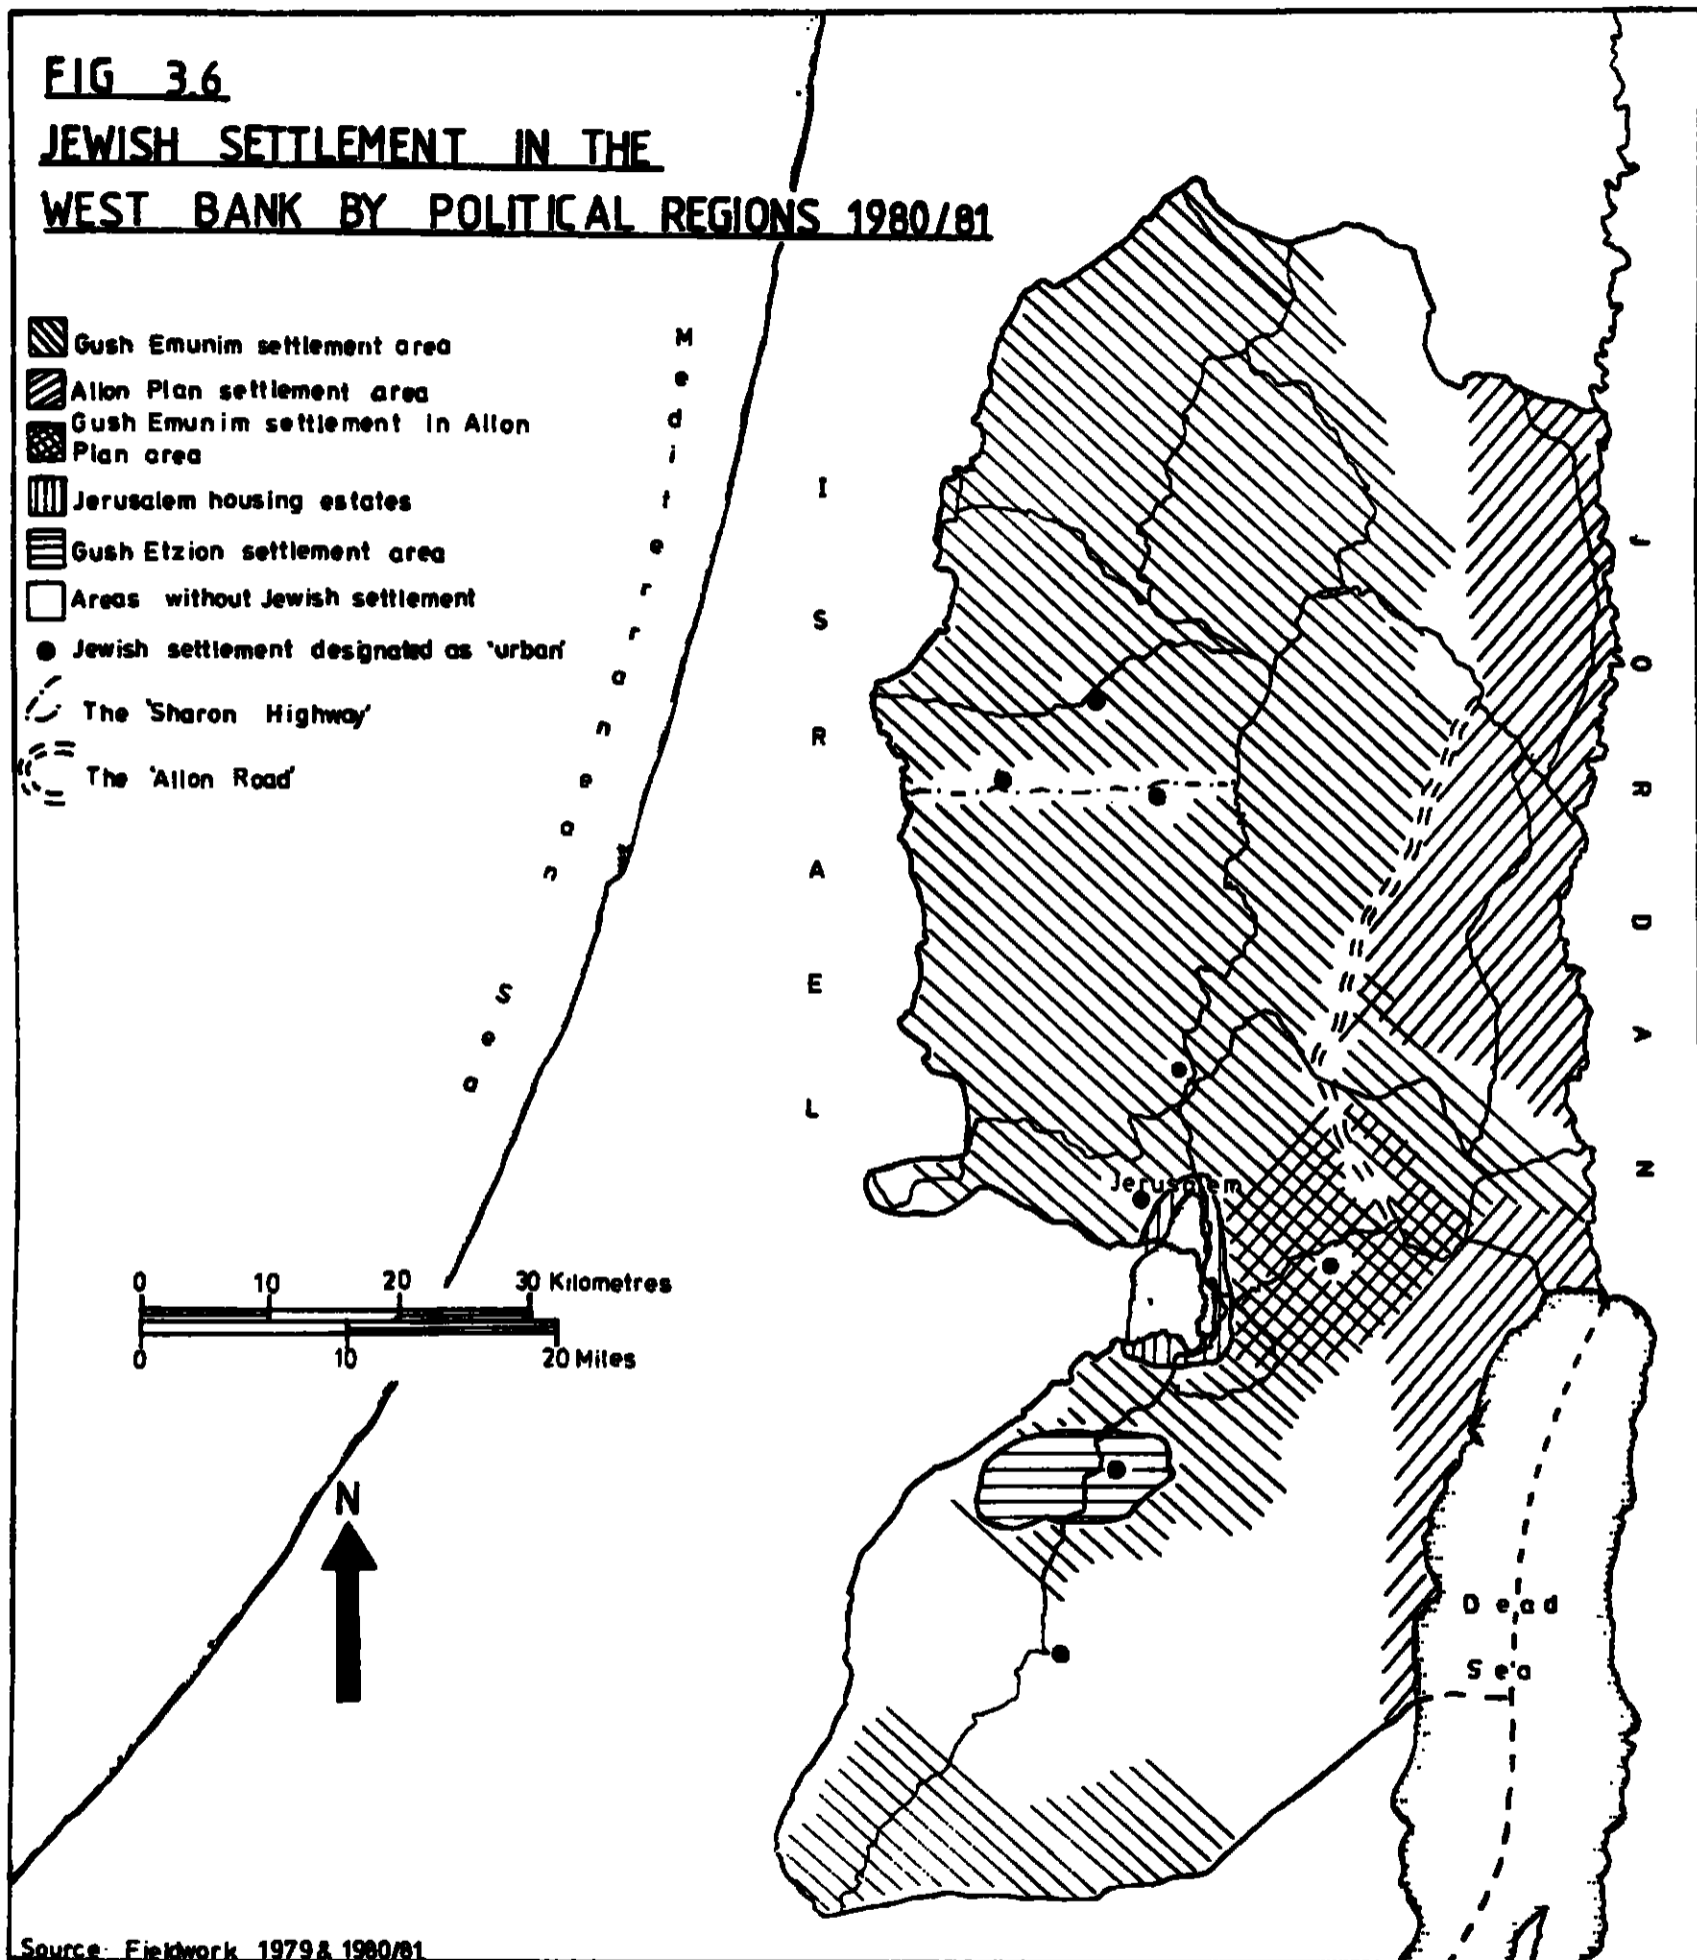 FIG 3.6
JEWISH SETTLEMENT IN THE
WEST BANK BY POLITICAL REGIONS 1980/81
Gush Emunim settlement area
Allon Plan settlement area
Gush Emunim settlement in Allon
Plan area
Jerusalem housing estates
Gush Etzion settlement area
Areas without Jewish settlement
Jewish settlement designated as 'urban'
The 'Sharon Highway'
The 'Allon Road'
Mediterranean
Sea
ISRAEL
JORDAN
Jerusalem
0 10 20 30 Kilometres
0 10 20 Miles
N
Dead
Sea
Source: Fieldwork 1979 & 1980/81